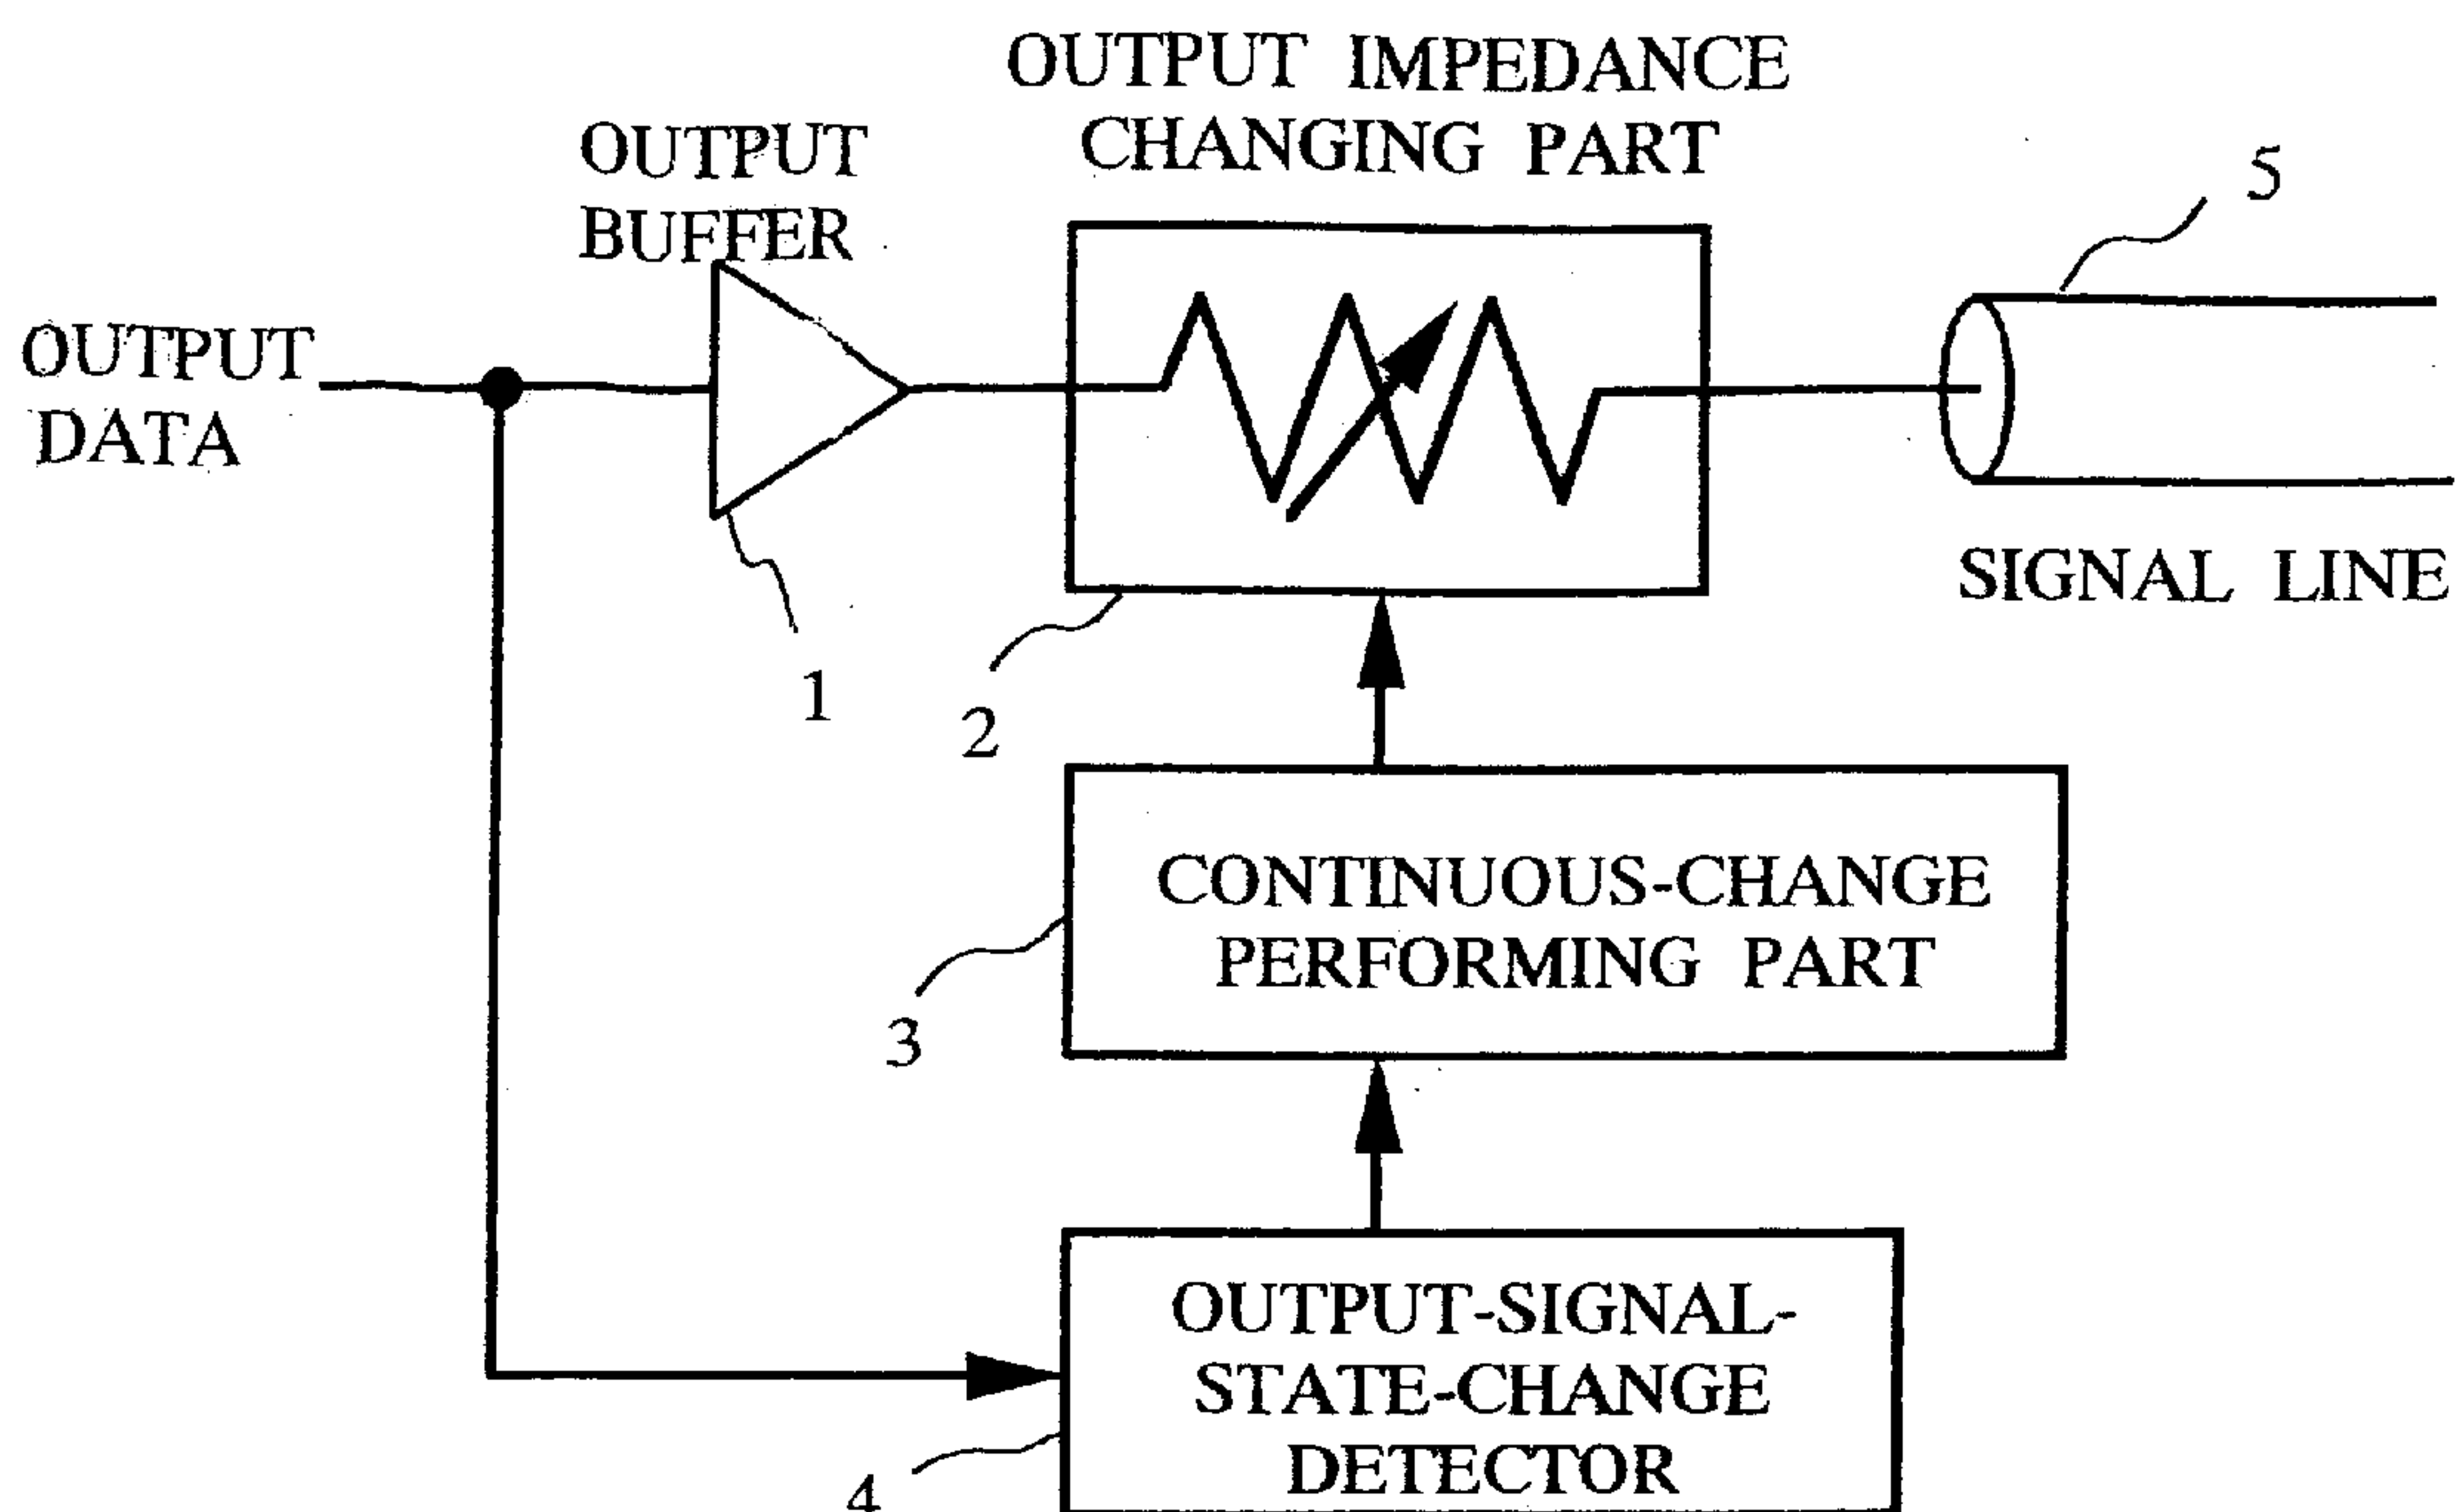 OUTPUT IMPEDANCE
CHANGING PART
OUTPUT
BUFFER
5
OUTPUT
DATA
SIGNAL LINE
1
2
CONTINUOUS-CHANGE
PERFORMING PART
3
OUTPUT-SIGNAL-
STATE-CHANGE
DETECTOR
4